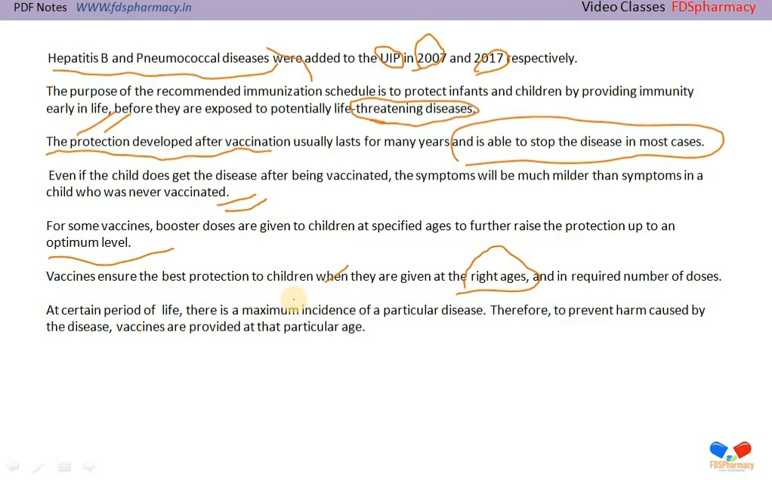 PDF Notes WWW.fdspharmacy.in
Video Classes FDSpharmacy
Hepatitis B and Pneumococcal diseases were added to the UIP in 2007 and 2017 respectively.
The purpose of the recommended immunization schedule is to protect infants and children by providing immunity
early in life, before they are exposed to potentially life-threatening diseases.
The protection developed after vaccination usually lasts for many years and is able to stop the disease in most cases.
Even if the child does get the disease after being vaccinated, the symptoms will be much milder than symptoms in a
child who was never vaccinated.
For some vaccines, booster doses are given to children at specified ages to further raise the protection up to an
optimum level.
Vaccines ensure the best protection to children when they are given at the right ages, and in required number of doses.
At certain period of life, there is a maximum incidence of a particular disease. Therefore, to prevent harm caused by
the disease, vaccines are provided at that particular age.
FDSPharmacy